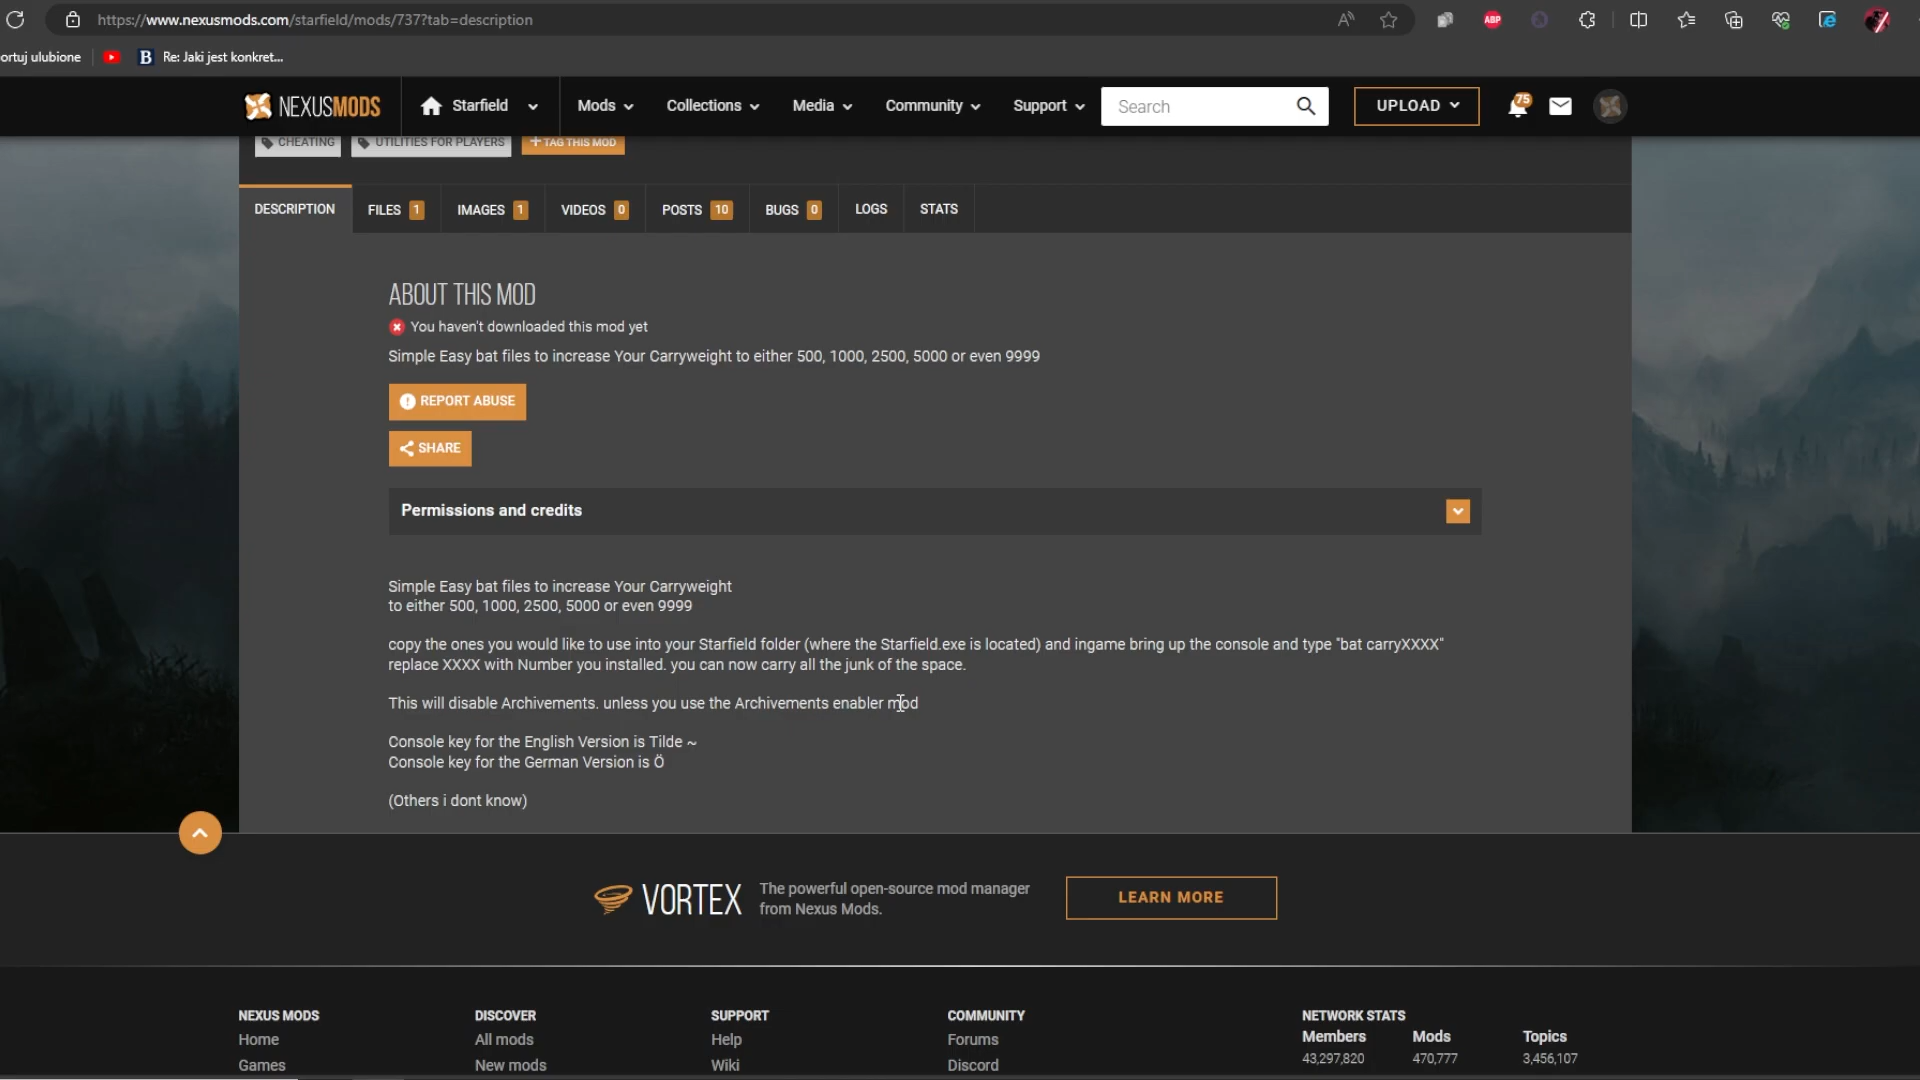 https://www.nexusmods.com/starfield/mods/737?tab=description
ABP
ortuj ulubione
B Re: Jaki jest konkret...
NEXUSMODS Starfield Mods Collections Media Community Support Search UPLOAD 75
CHEATING UTILITIES FOR PLAYERS + TAG THIS MOD
DESCRIPTION FILES 1 IMAGES 1 VIDEOS 0 POSTS 10 BUGS 0 LOGS STATS
ABOUT THIS MOD
You haven't downloaded this mod yet
Simple Easy bat files to increase Your Carryweight to either 500, 1000, 2500, 5000 or even 9999
REPORT ABUSE
SHARE
Permissions and credits
Simple Easy bat files to increase Your Carryweight
to either 500, 1000, 2500, 5000 or even 9999
copy the ones you would like to use into your Starfield folder (where the Starfield.exe is located) and ingame bring up the console and type "bat carryXXXX"
replace XXXX with Number you installed. you can now carry all the junk of the space.
This will disable Archivements. unless you use the Archivements enabler mod
Console key for the English Version is Tilde ~
Console key for the German Version is Ö
(Others i dont know)
VORTEX
The powerful open-source mod manager
from Nexus Mods.
LEARN MORE
NEXUS MODS DISCOVER SUPPORT COMMUNITY NETWORK STATS
Home All mods Help Forums Members Mods Topics
Games New mods Wiki Discord 43,297,820 470,777 3,456,107